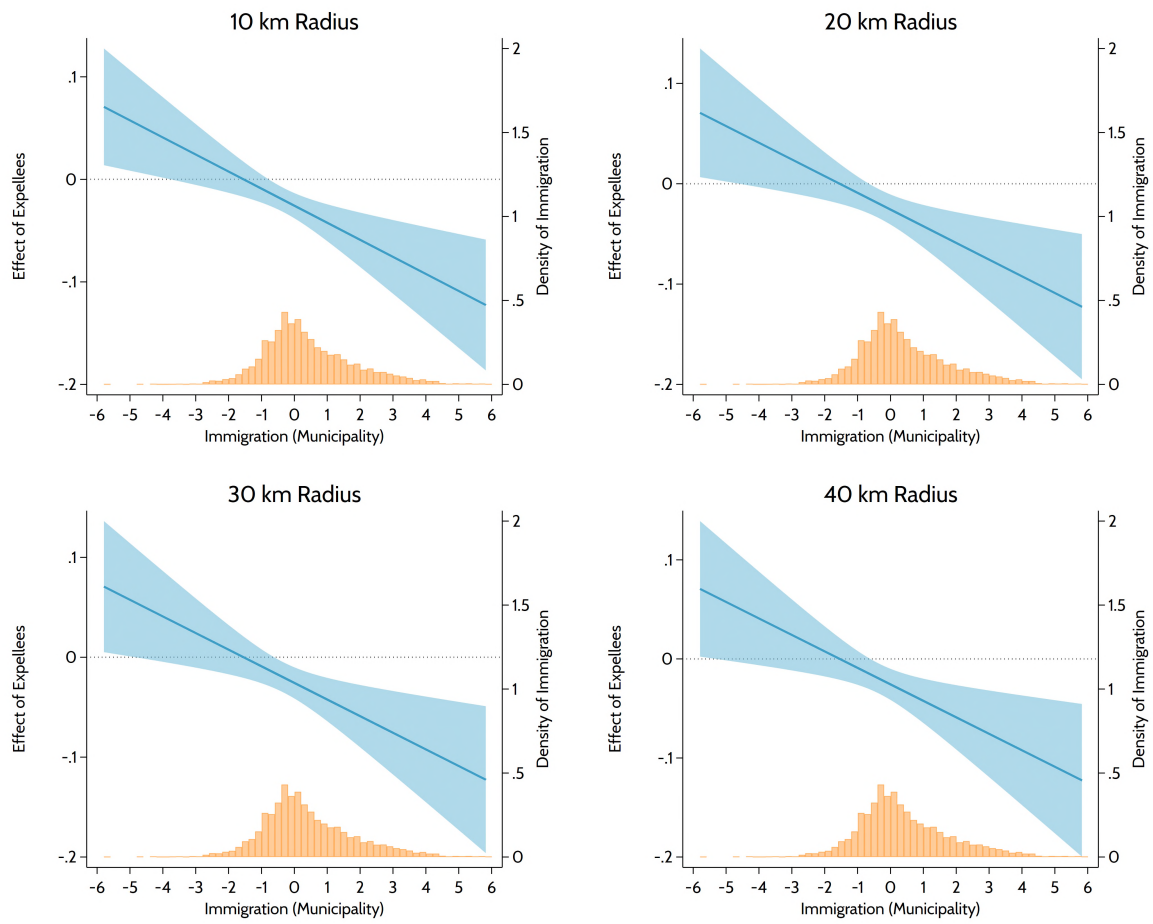 10 km Radius
.1
0
-.1
-.2
2
1.5
1
.5
0
Effect of Expellees
Density of Immigration
-6 -5 -4 -3 -2 -1 0 1 2 3 4 5 6
Immigration (Municipality)
20 km Radius
.1
0
-.1
-.2
2
1.5
1
.5
0
Effect of Expellees
Density of Immigration
-6 -5 -4 -3 -2 -1 0 1 2 3 4 5 6
Immigration (Municipality)
30 km Radius
.1
0
-.1
-.2
2
1.5
1
.5
0
Effect of Expellees
Density of Immigration
-6 -5 -4 -3 -2 -1 0 1 2 3 4 5 6
Immigration (Municipality)
40 km Radius
.1
0
-.1
-.2
2
1.5
1
.5
0
Effect of Expellees
Density of Immigration
-6 -5 -4 -3 -2 -1 0 1 2 3 4 5 6
Immigration (Municipality)